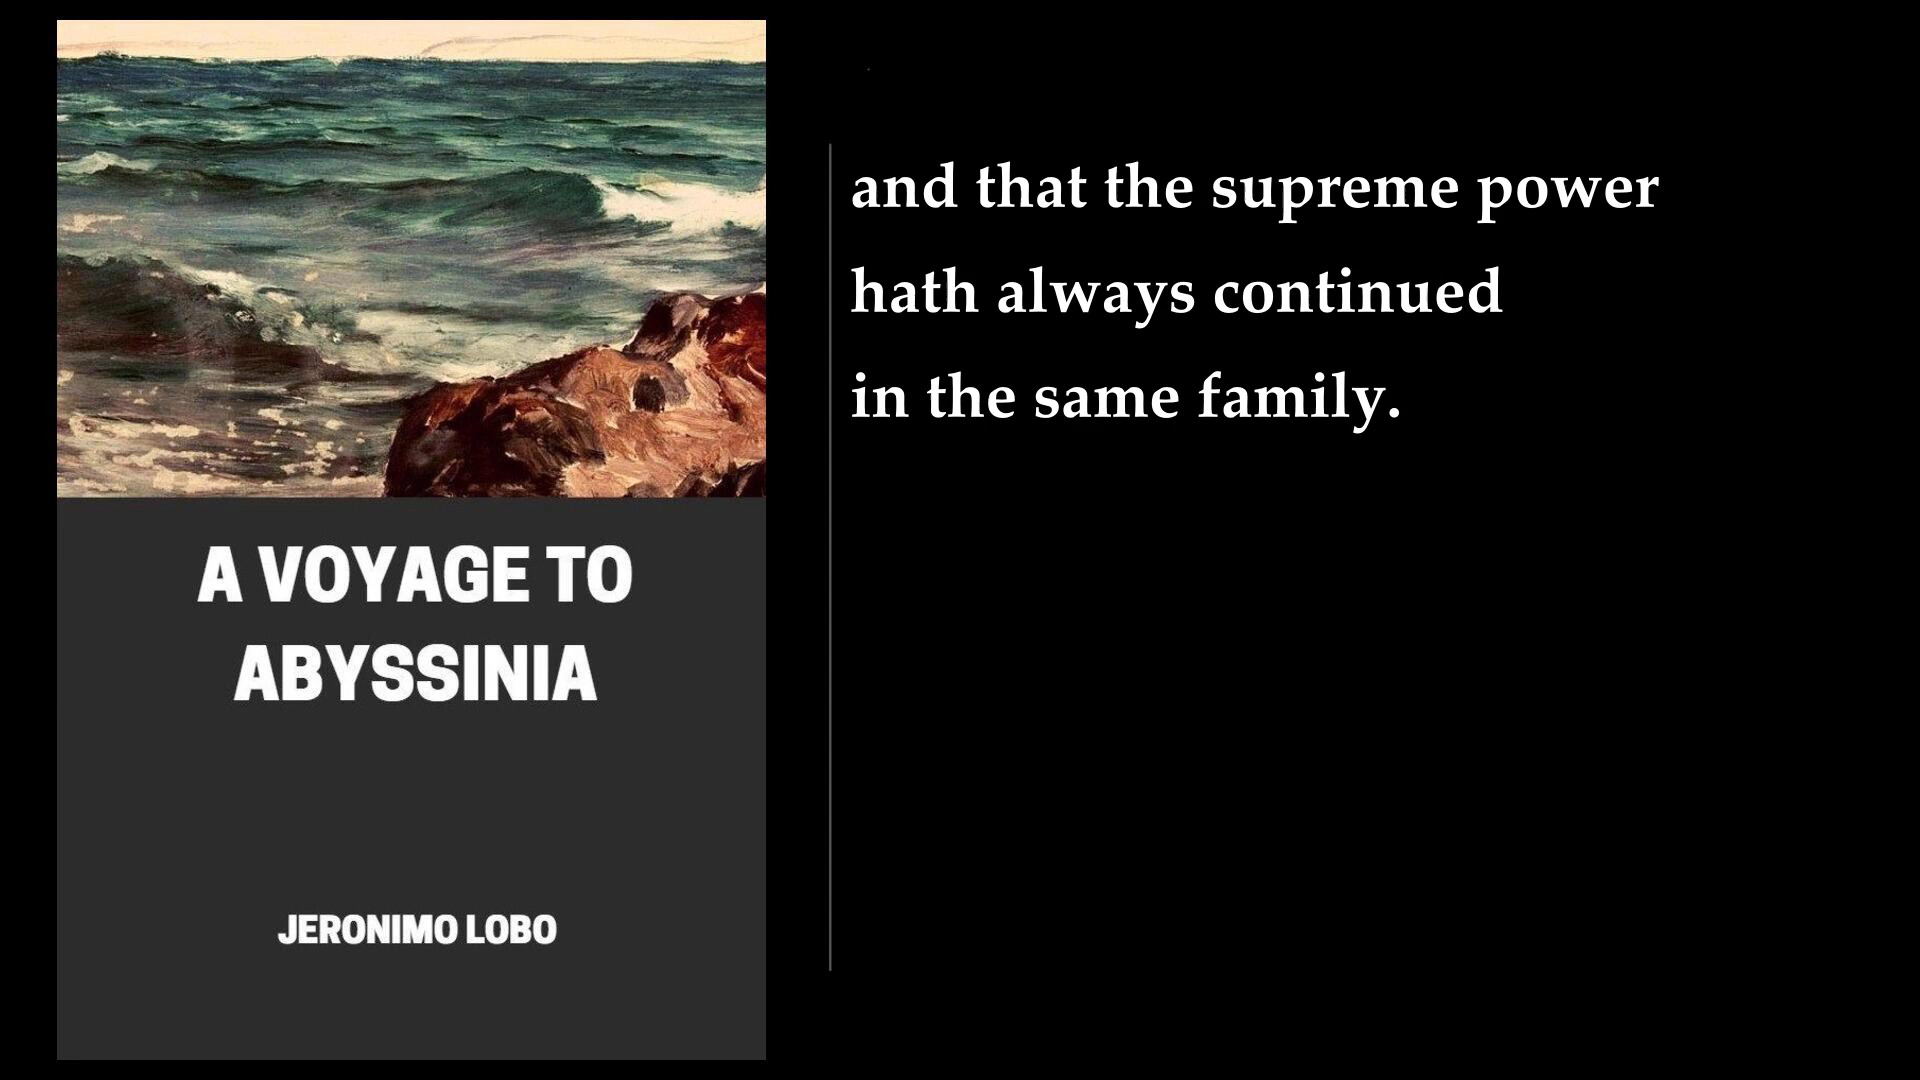 A VOYAGE TO
ABYSSINIA
JERONIMO LOBO
and that the supreme power
hath always continued
in the same family.